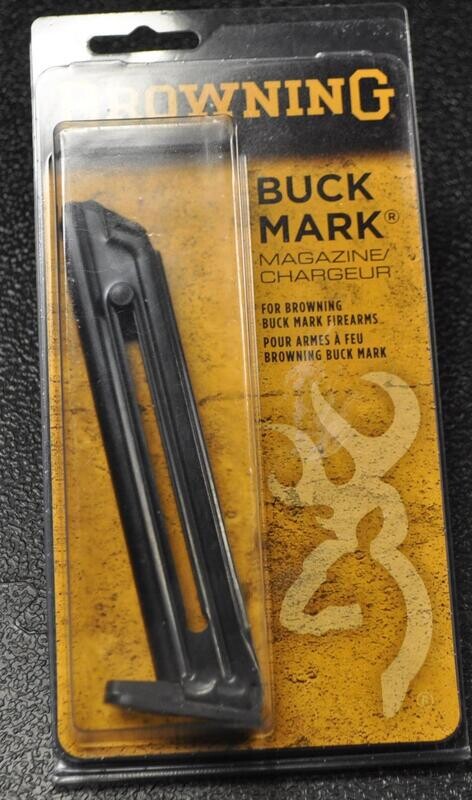 BROWNING
BUCK
MARK®
MAGAZINE/
CHARGEUR
FOR BROWNING
BUCK MARK FIREARMS
POUR ARMES À FEU
BROWNING BUCK MARK
®